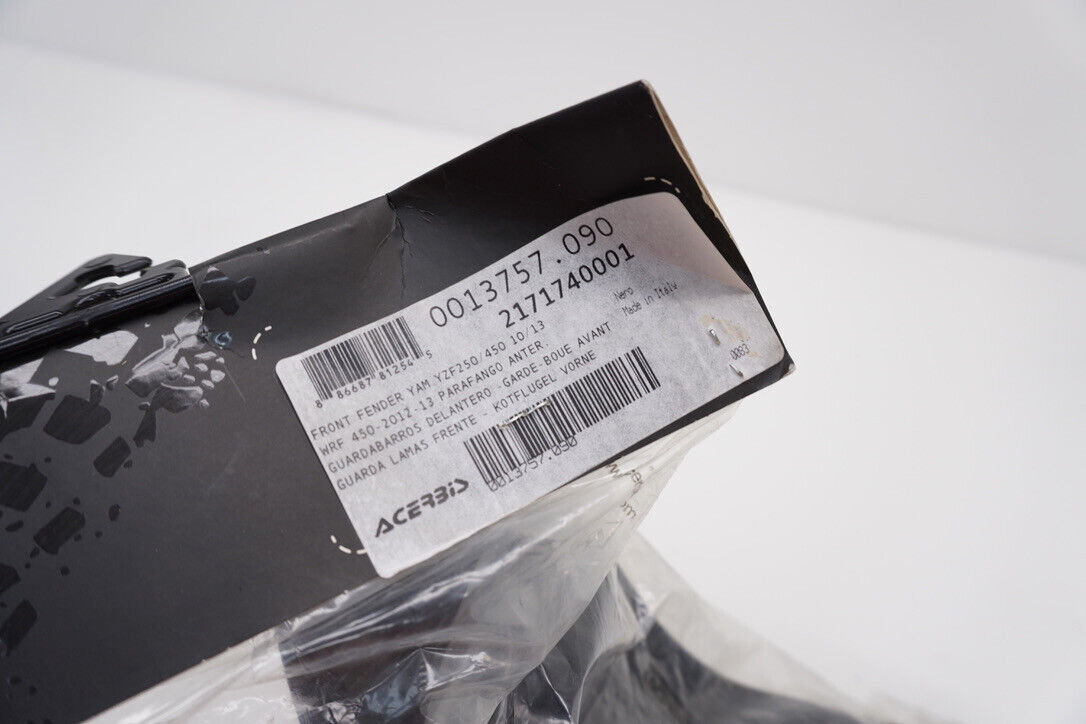 0013757.090
2171740001
Nero
Made in Italy
8 86687 81254 5
FRONT FENDER YAM YZF250/450 10/13
WRF 450-2012-13 PARAFANGO ANTER.
GUARDABARROS DELANTERO -GARDE-BOUE AVANT
GUARDA LAMAS FRENTE - KOTFLUGEL VORNE
0083
0013757.090
ACERBIS